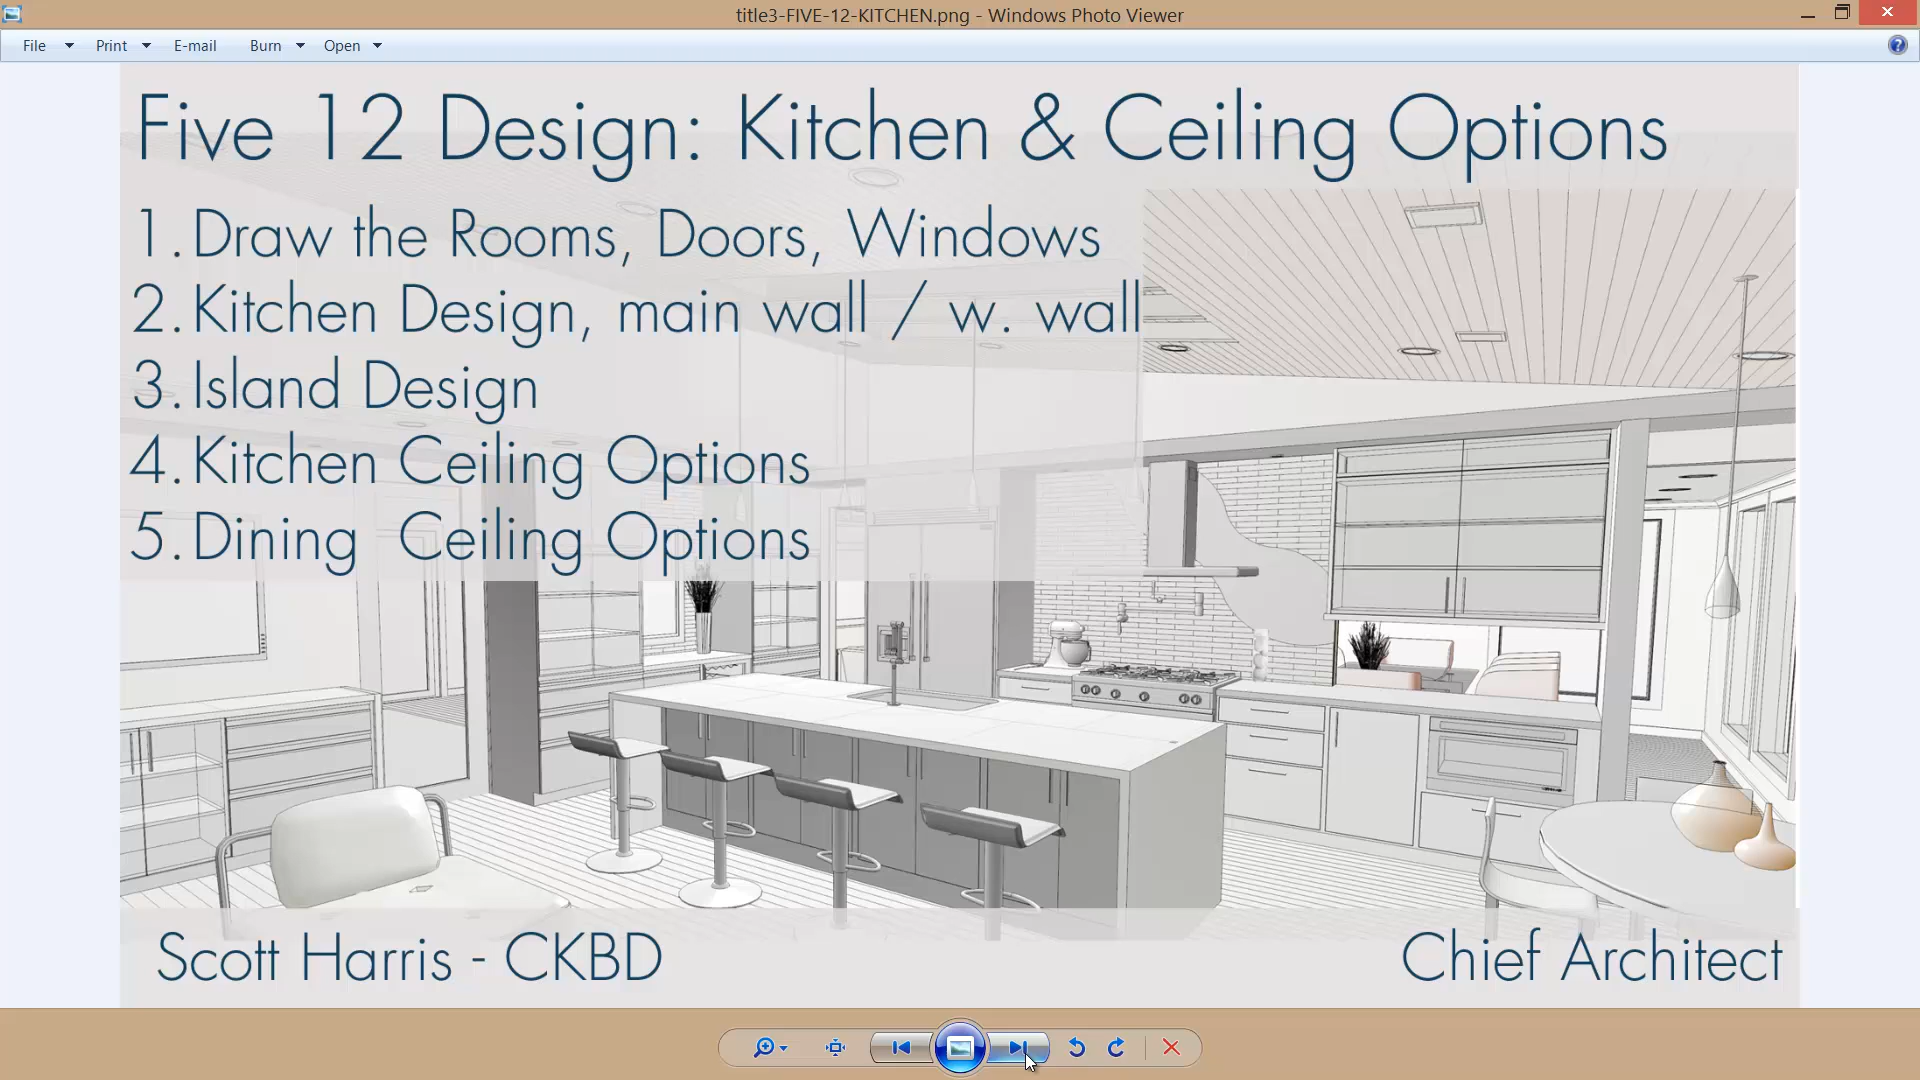 title3-FIVE-12-KITCHEN.png - Windows Photo Viewer
File Print E-mail Burn Open
Five 12 Design: Kitchen & Ceiling Options
1. Draw the Rooms, Doors, Windows
2. Kitchen Design, main wall / w. wall
3. Island Design
4. Kitchen Ceiling Options
5. Dining Ceiling Options
Scott Harris - CKBD
Chief Architect